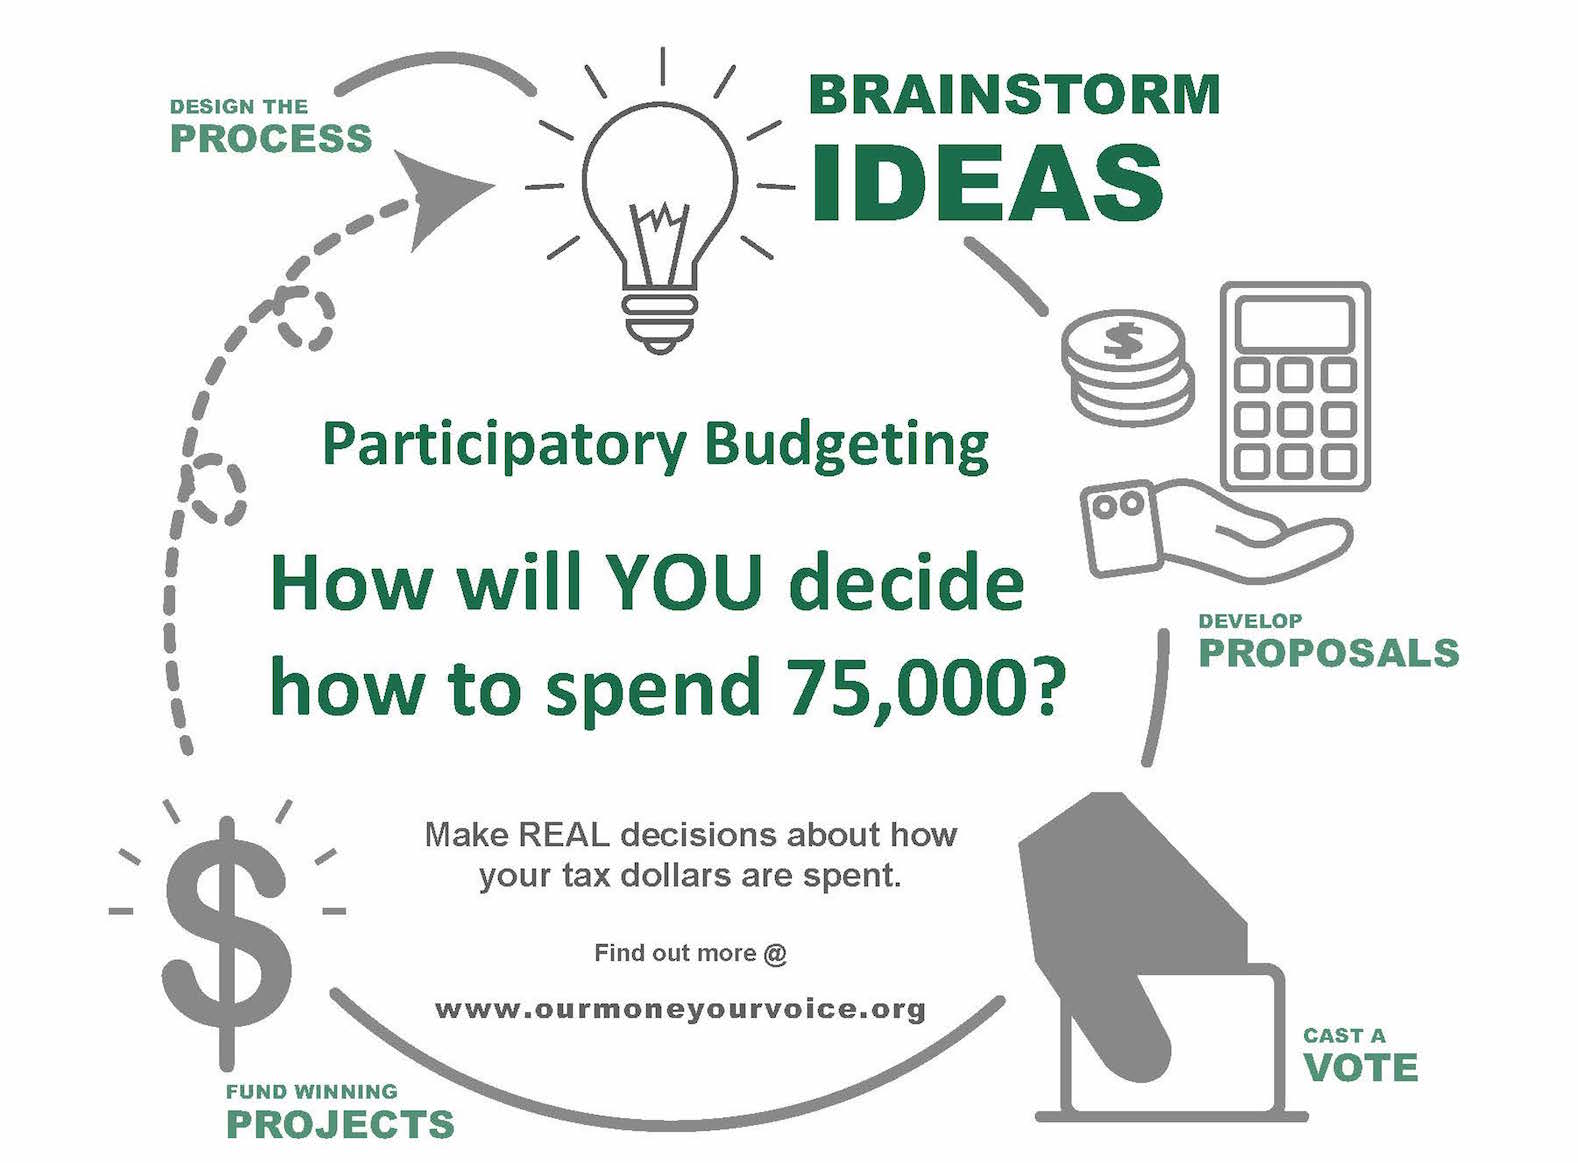 DESIGN THE
PROCESS
BRAINSTORM
IDEAS
$
Participatory Budgeting
How will YOU decide
how to spend 75,000?
DEVELOP
PROPOSALS
Make REAL decisions about how
your tax dollars are spent.
Find out more @
www.ourmoneyourvoice.org
$
CAST A
VOTE
FUND WINNING
PROJECTS